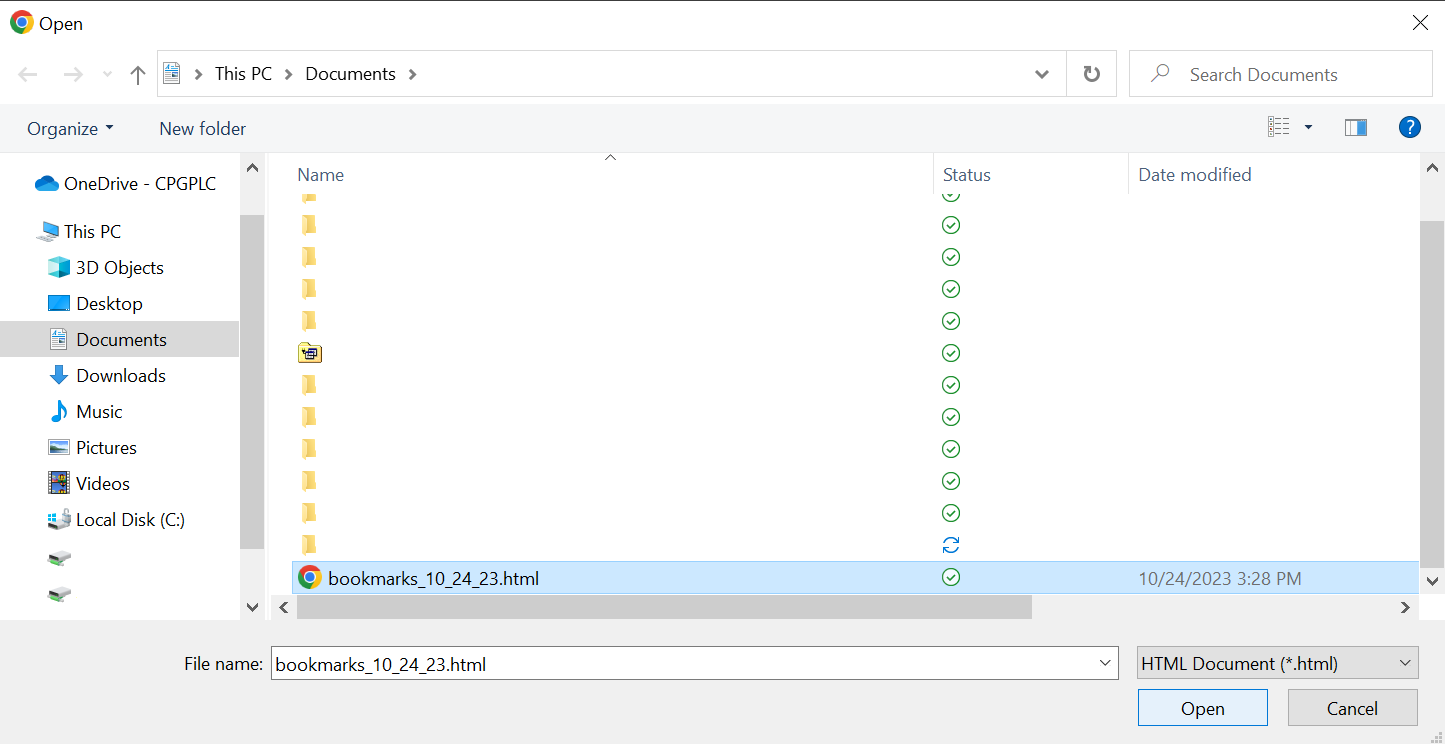 Open
This PC Documents
Search Documents
Organize New folder
?
Name Status Date modified
OneDrive - CPGPLC
This PC
3D Objects
Desktop
Documents
Downloads
Music
Pictures
Videos
Local Disk (C:)
bookmarks_10_24_23.html 10/24/2023 3:28 PM
File name: bookmarks_10_24_23.html HTML Document (*.html)
Open Cancel